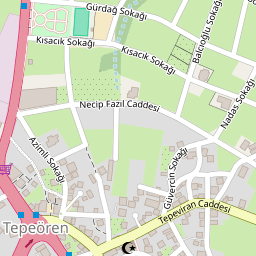 Gürdağ Sokağı
Kısacık Sokağı
Kısacık Sokağı
Balcıoğlu Sokağı
Necip Fazıl Caddesi
Nadas Sokağı
Azimli Sokağı
Güvercin Sokağı
Tepeviran Caddesi
Tepeören